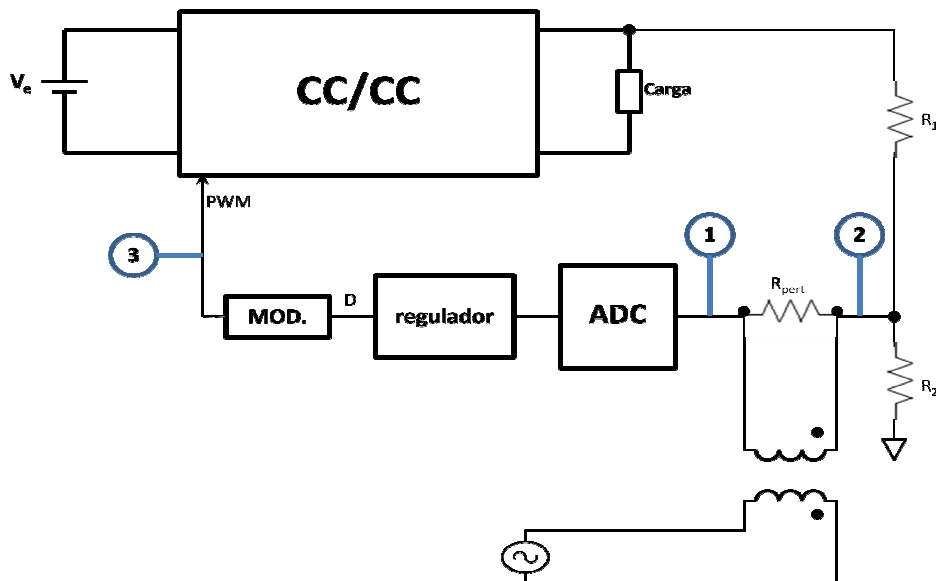 Ve
CC/CC
Carga
R1
PWM
3
1
2
MOD.
D
regulador
ADC
Rpert
R2